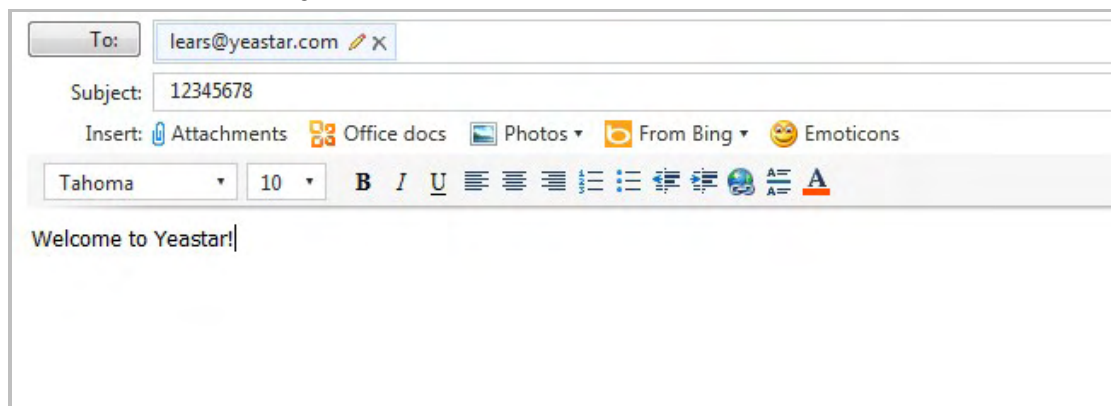 To: lears@yeastar.com
Subject: 12345678
Insert: Attachments Office docs Photos From Bing Emoticons
Tahoma 10 B I U A
Welcome to Yeastar!